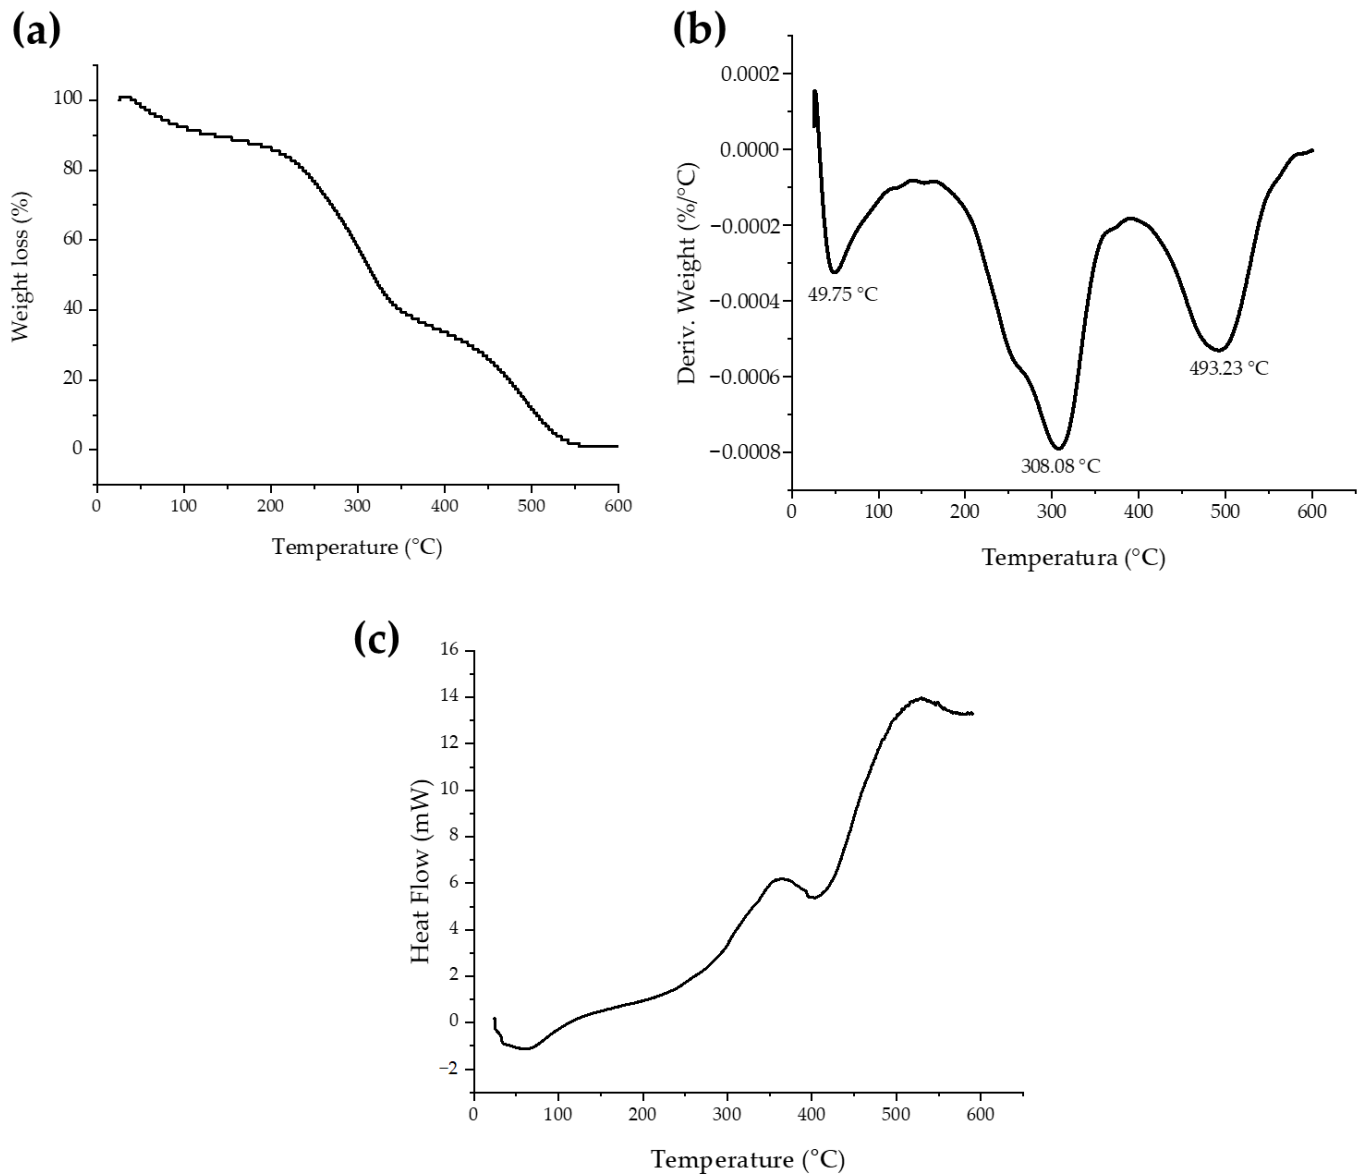 (a)
100
80
60
40
20
0
Weight loss (%)
0 100 200 300 400 500 600
Temperature (°C)
(b)
0.0002
0.0000
−0.0002
−0.0004
−0.0006
−0.0008
Deriv. Weight (%/°C)
49.75 °C
308.08 °C
493.23 °C
0 100 200 300 400 500 600
Temperatura (°C)
(c)
16
14
12
10
8
6
4
2
0
−2
Heat Flow (mW)
0 100 200 300 400 500 600
Temperature (°C)